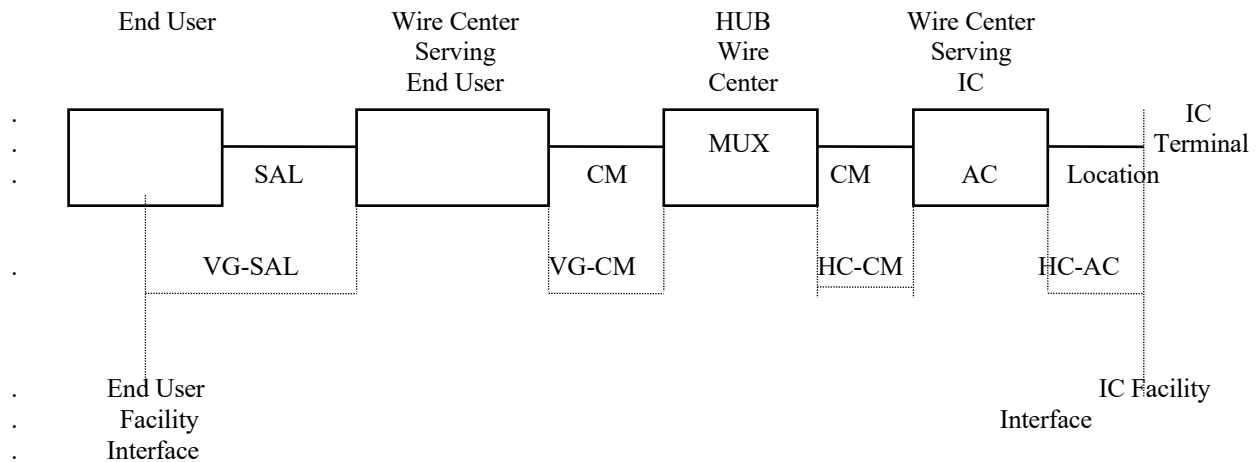 End User Wire Center HUB Wire Center
Serving Wire Serving
End User Center IC
. IC
. MUX Terminal
. SAL CM CM AC Location
. VG-SAL VG-CM HC-CM HC-AC
. End User IC Facility
. Facility Interface
. Interface